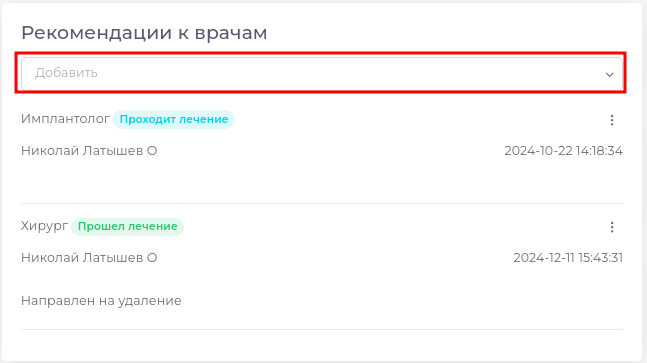 Рекомендации к врачам
Добавить
Имплантолог Проходит лечение
Николай Латышев О 2024-10-22 14:18:34
Хирург Прошел лечение
Николай Латышев О 2024-12-11 15:43:31
Направлен на удаление